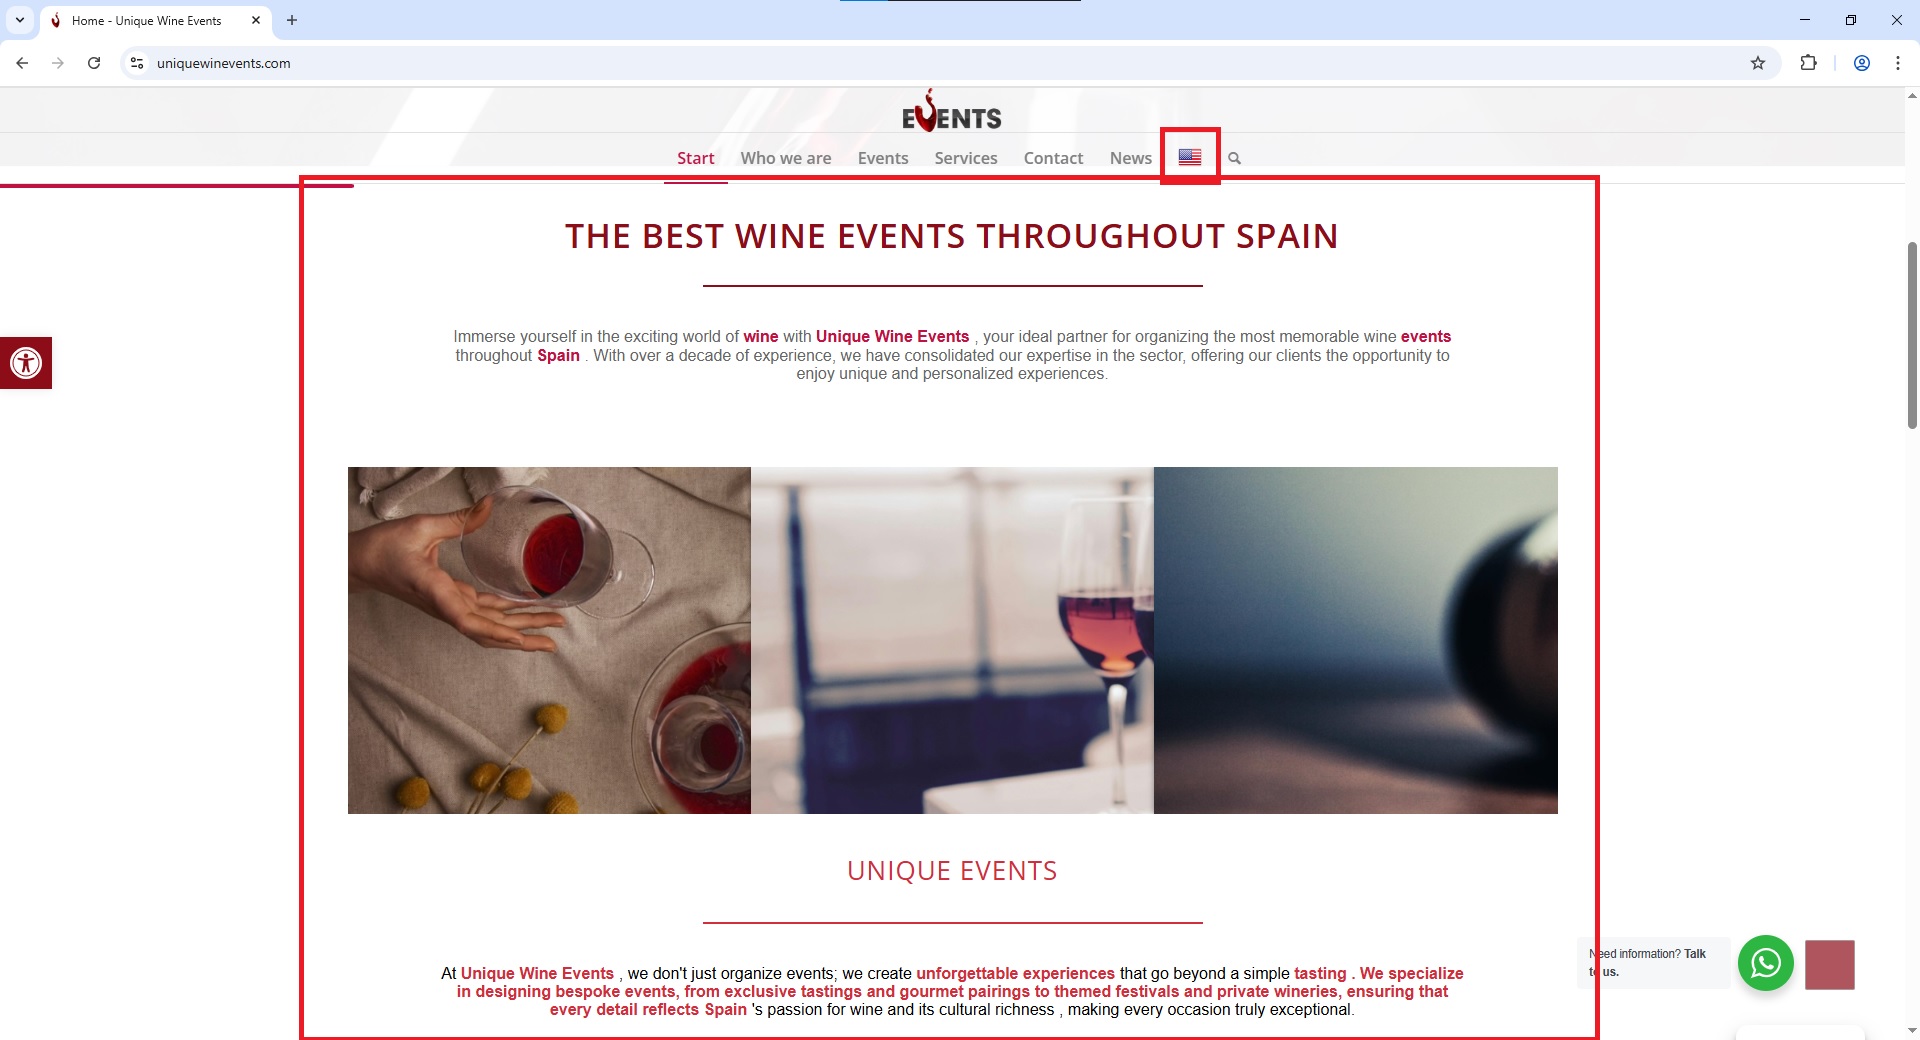 Home - Unique Wine Events
uniquewinevents.com
EVENTS
Start Who we are Events Services Contact News
THE BEST WINE EVENTS THROUGHOUT SPAIN
Immerse yourself in the exciting world of wine with Unique Wine Events , your ideal partner for organizing the most memorable wine events
throughout Spain . With over a decade of experience, we have consolidated our expertise in the sector, offering our clients the opportunity to
enjoy unique and personalized experiences.
UNIQUE EVENTS
At Unique Wine Events , we don't just organize events; we create unforgettable experiences that go beyond a simple tasting . We specialize
in designing bespoke events, from exclusive tastings and gourmet pairings to themed festivals and private wineries, ensuring that
every detail reflects Spain 's passion for wine and its cultural richness , making every occasion truly exceptional.
Need information? Talk
to us.